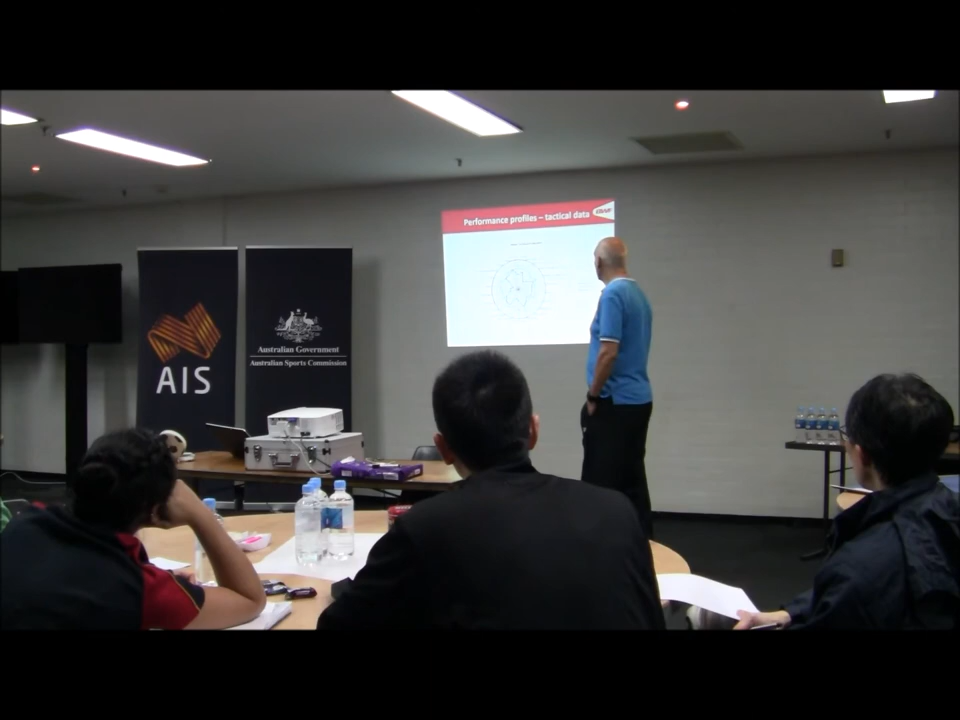 Performance profiles – tactical data
AIS
Australian Government
Australian Sports Commission